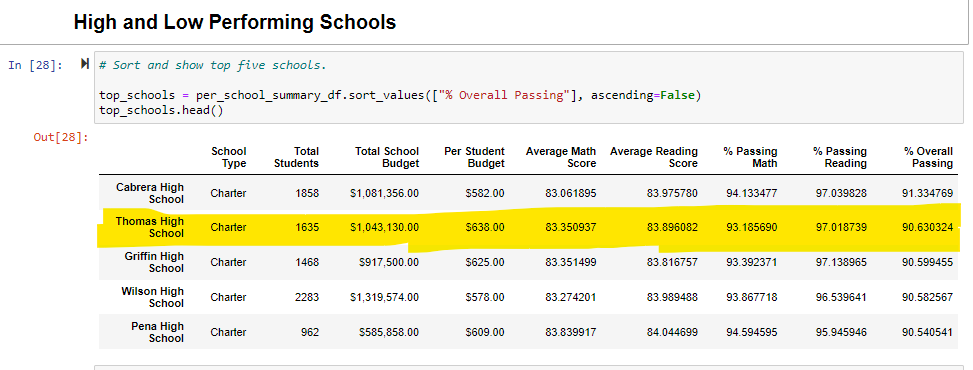 High and Low Performing Schools
In [28]:
# Sort and show top five schools.
top_schools = per_school_summary_df.sort_values(["% Overall Passing"], ascending=False)
top_schools.head()
Out[28]:
School Type Total Students Total School Budget Per Student Budget Average Math Score Average Reading Score % Passing Math % Passing Reading % Overall Passing
Cabrera High School Charter 1858 $1,081,356.00 $582.00 83.061895 83.975780 94.133477 97.039828 91.334769
Thomas High School Charter 1635 $1,043,130.00 $638.00 83.350937 83.896082 93.185690 97.018739 90.630324
Griffin High School Charter 1468 $917,500.00 $625.00 83.351499 83.816757 93.392371 97.138965 90.599455
Wilson High School Charter 2283 $1,319,574.00 $578.00 83.274201 83.989488 93.867718 96.539641 90.582567
Pena High School Charter 962 $585,858.00 $609.00 83.839917 84.044699 94.594595 95.945946 90.540541